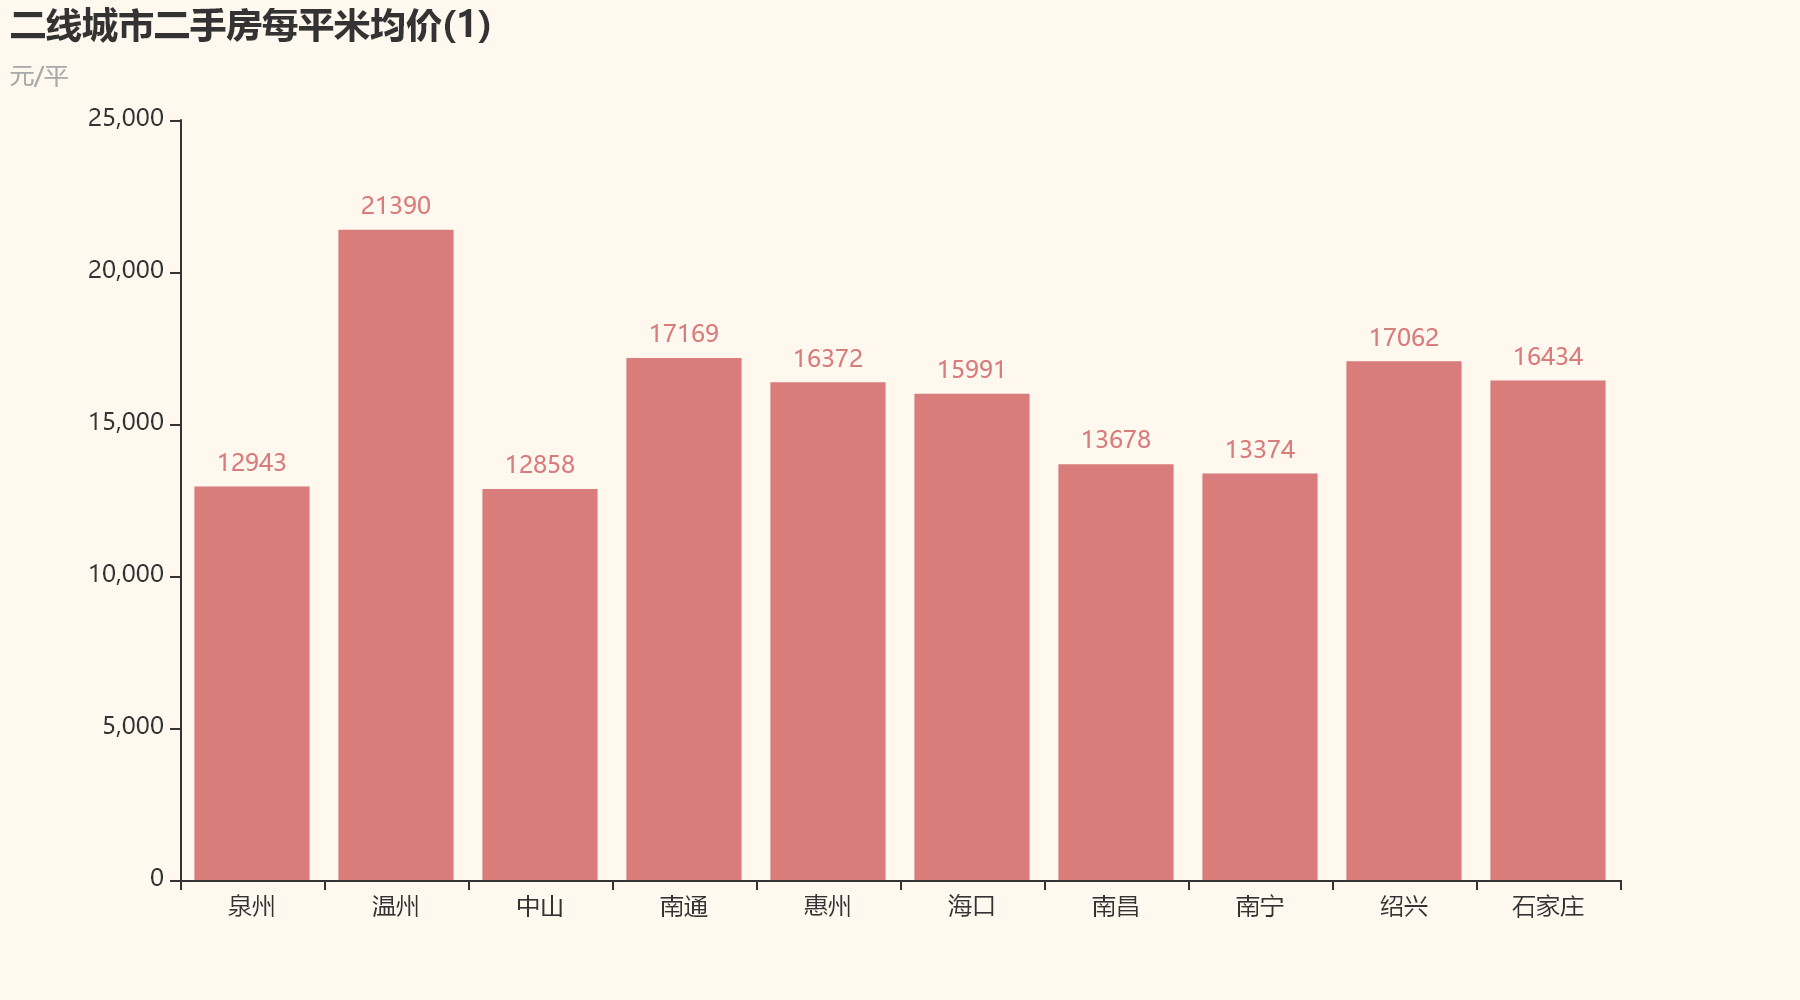 二线城市二手房每平米均价(1)
元/平
25,000
20,000
15,000
10,000
5,000
0
12943
21390
12858
17169
16372
15991
13678
13374
17062
16434
泉州
温州
中山
南通
惠州
海口
南昌
南宁
绍兴
石家庄